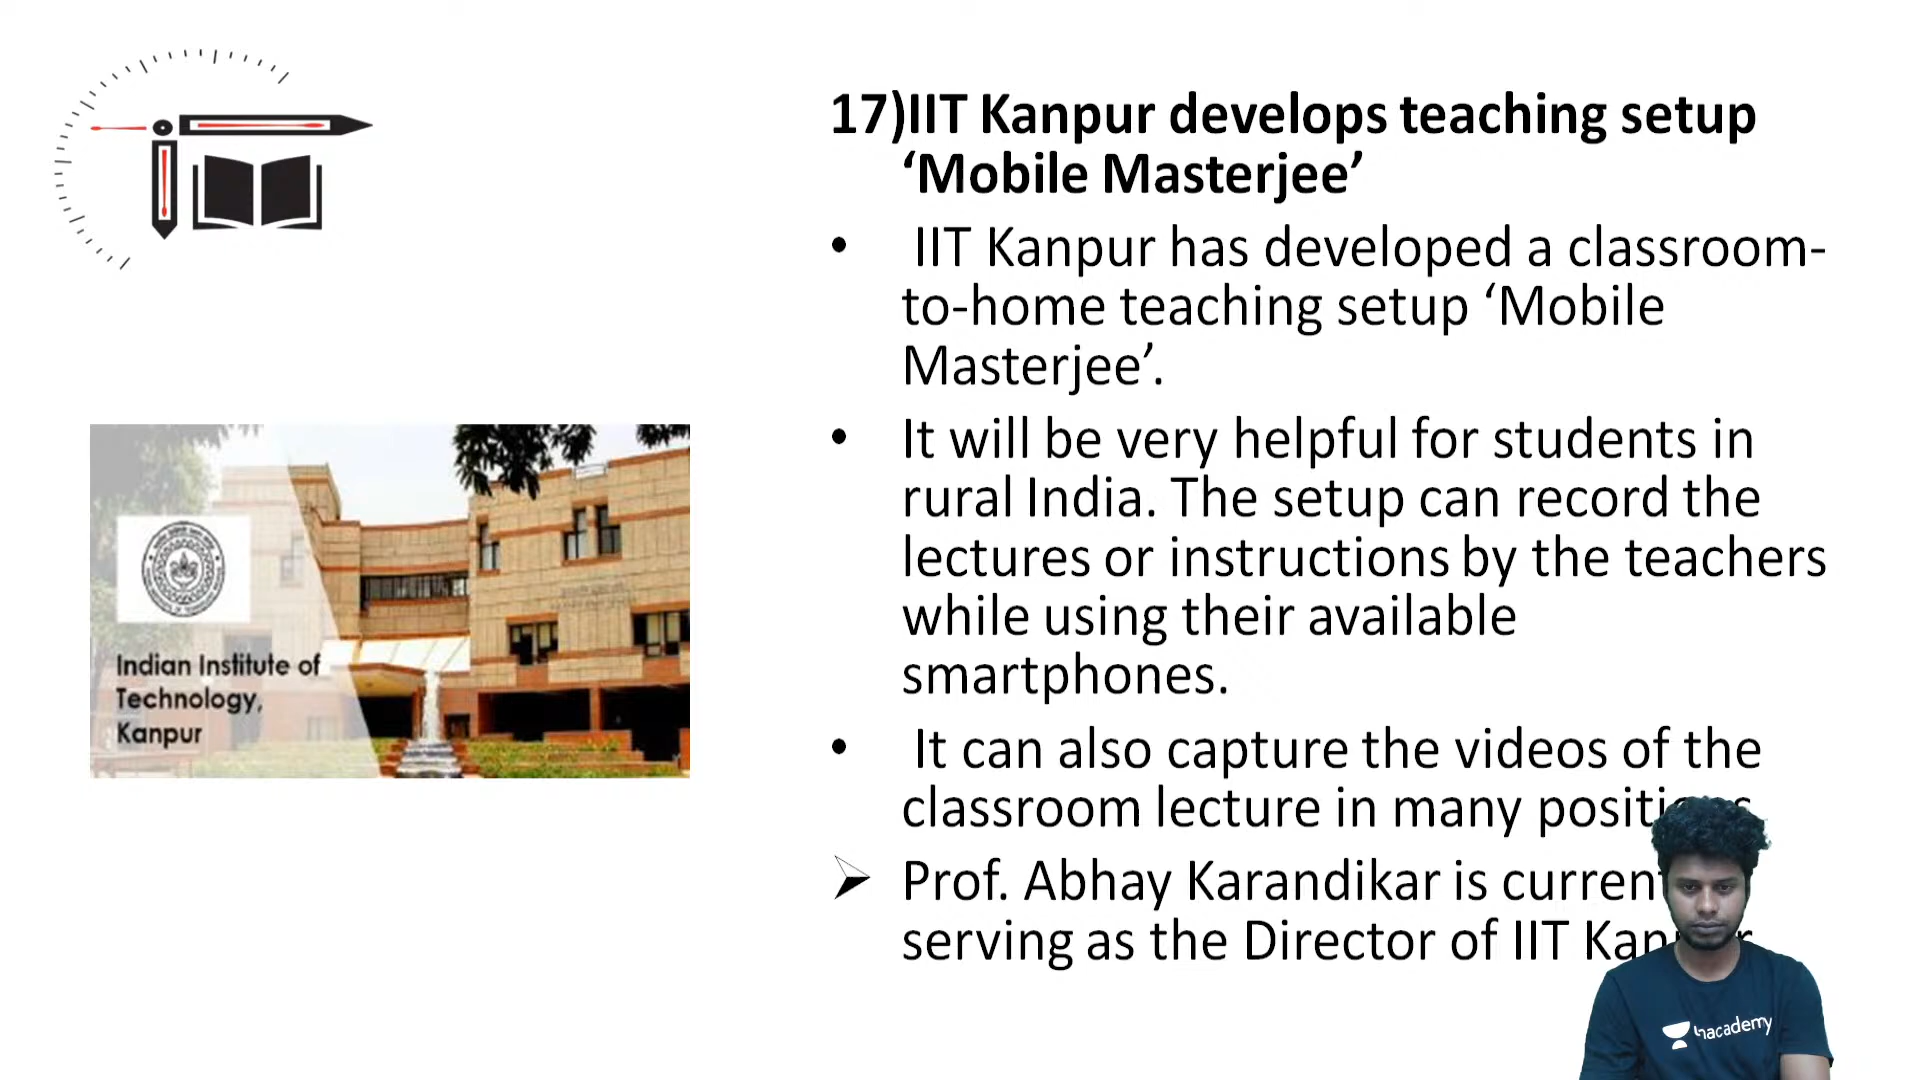 17)IIT Kanpur develops teaching setup
‘Mobile Masterjee’
• IIT Kanpur has developed a classroom-
to-home teaching setup ‘Mobile
Masterjee’.
• It will be very helpful for students in
rural India. The setup can record the
lectures or instructions by the teachers
while using their available
smartphones.
• It can also capture the videos of the
classroom lecture in many
Prof. Abhay Karandikar is
serving as the Director of IIT
Indian Institute of
Technology,
Kanpur
unacademy